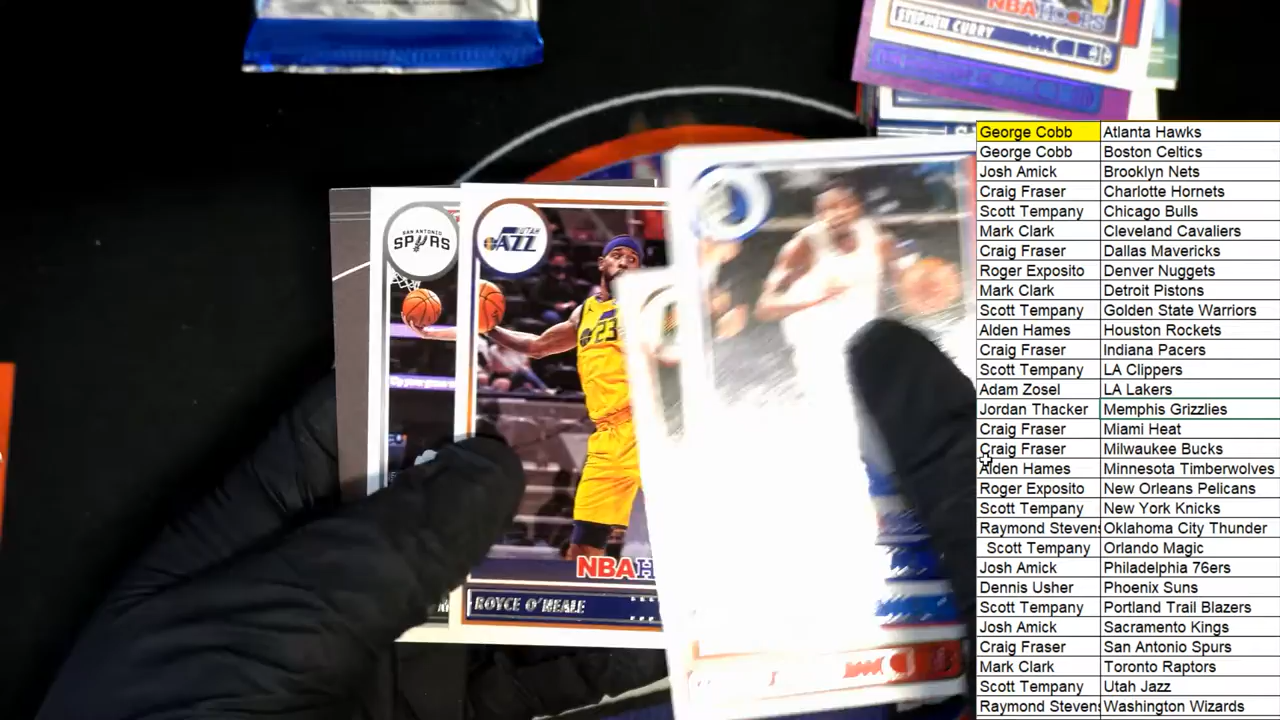 NBA HOOPS
STEPHEN CURRY
SAN ANTONIO
SPURS
UTAH
JAZZ
23
NBA H
ROYCE O'NEALE
George Cobb Atlanta Hawks
George Cobb Boston Celtics
Josh Amick Brooklyn Nets
Craig Fraser Charlotte Hornets
Scott Tempany Chicago Bulls
Mark Clark Cleveland Cavaliers
Craig Fraser Dallas Mavericks
Roger Exposito Denver Nuggets
Mark Clark Detroit Pistons
Scott Tempany Golden State Warriors
Alden Hames Houston Rockets
Craig Fraser Indiana Pacers
Scott Tempany LA Clippers
Adam Zosel LA Lakers
Jordan Thacker Memphis Grizzlies
Craig Fraser Miami Heat
Craig Fraser Milwaukee Bucks
Alden Hames Minnesota Timberwolves
Roger Exposito New Orleans Pelicans
Scott Tempany New York Knicks
Raymond Stevens Oklahoma City Thunder
Scott Tempany Orlando Magic
Josh Amick Philadelphia 76ers
Dennis Usher Phoenix Suns
Scott Tempany Portland Trail Blazers
Josh Amick Sacramento Kings
Craig Fraser San Antonio Spurs
Mark Clark Toronto Raptors
Scott Tempany Utah Jazz
Raymond Stevens Washington Wizards